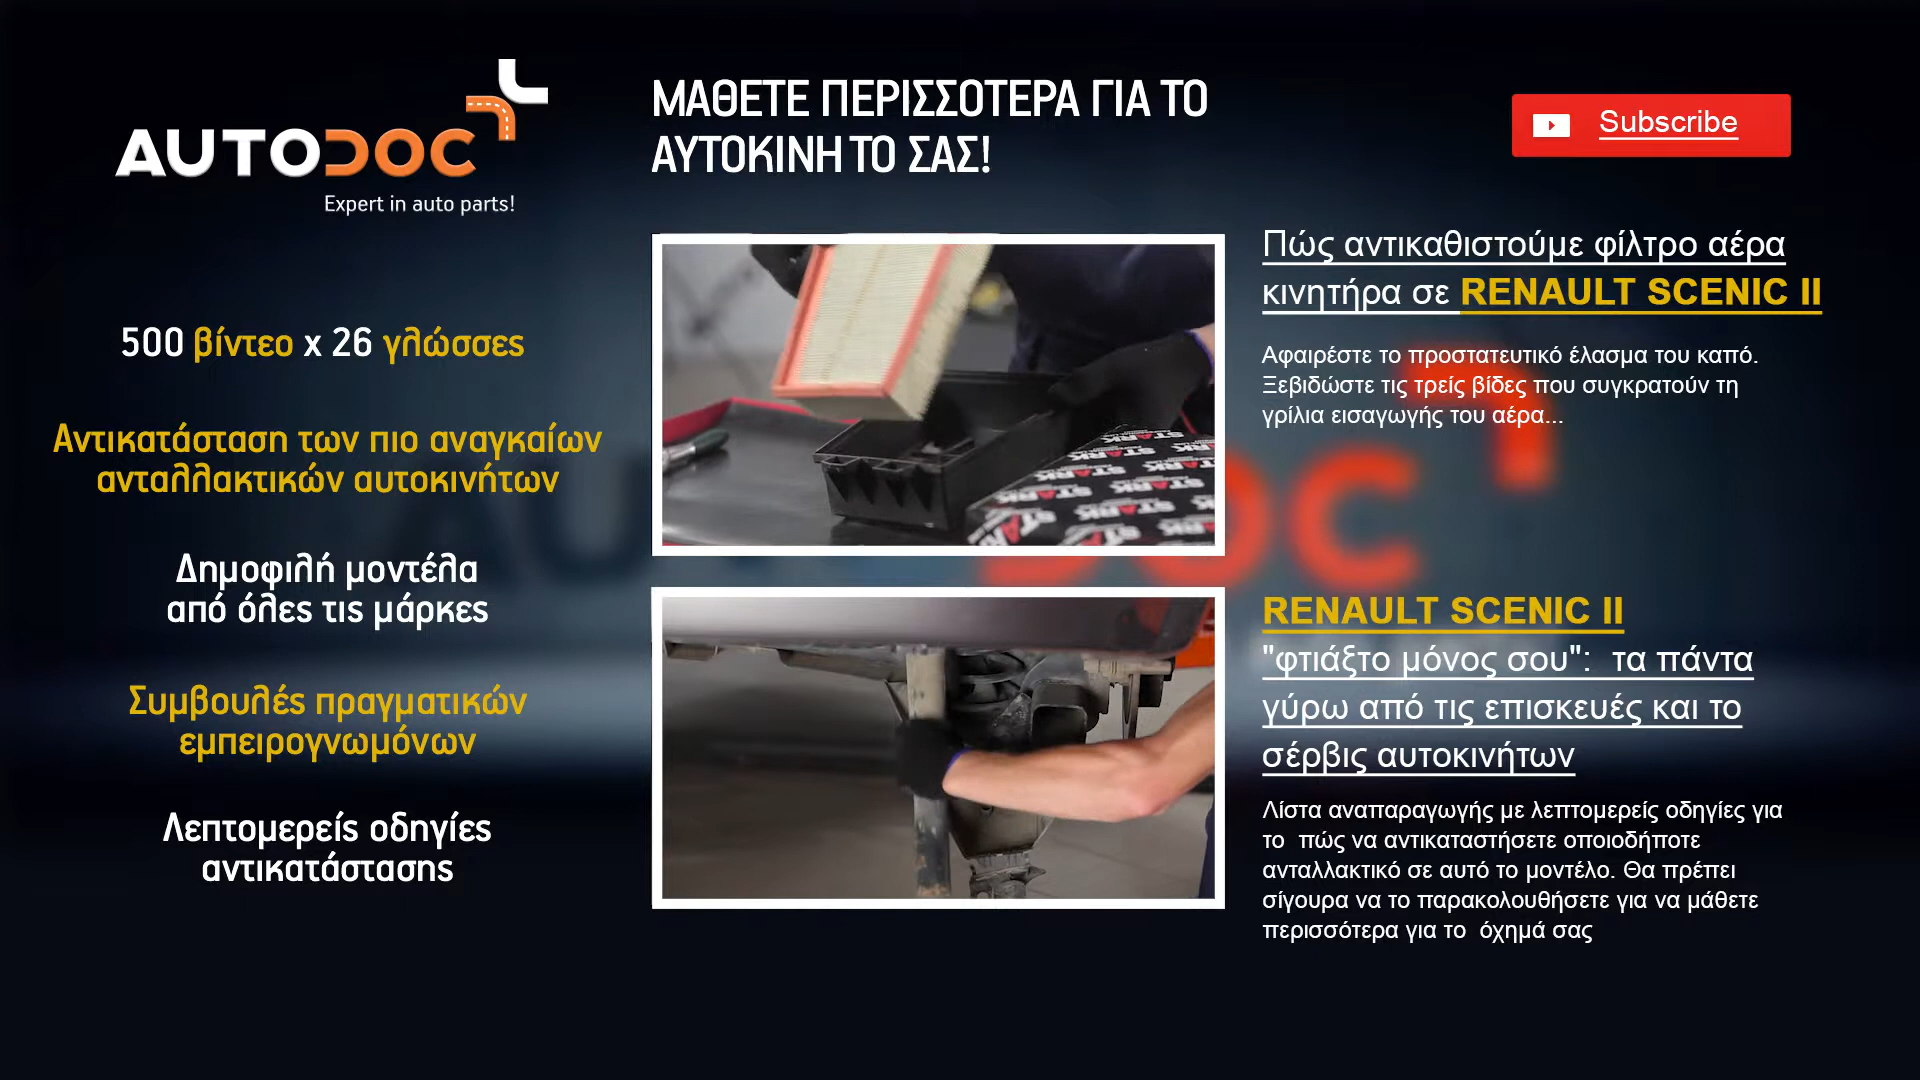 AUTODOC
Expert in auto parts!
500 βίντεο x 26 γλώσσες
Αντικατάσταση των πιο αναγκαίων
ανταλλακτικών αυτοκινήτων
Δημοφιλή μοντέλα
από όλες τις μάρκες
Συμβουλές πραγματικών
εμπειρογνωμόνων
Λεπτομερείς οδηγίες
αντικατάστασης
ΜΑΘΕΤΕ ΠΕΡΙΣΣΟΤΕΡΑ ΓΙΑ ΤΟ
ΑΥΤΟΚΙΝΗΤΟ ΣΑΣ!
Subscribe
Πώς αντικαθιστούμε φίλτρο αέρα
κινητήρα σε RENAULT SCENIC II
Αφαιρέστε το προστατευτικό έλασμα του καπό.
Ξεβιδώστε τις τρείς βίδες που συγκρατούν τη
γρίλια εισαγωγής του αέρα...
RENAULT SCENIC II
"φτιάξτο μόνος σου":  τα πάντα
γύρω από τις επισκευές και το
σέρβις αυτοκινήτων
Λίστα αναπαραγωγής με λεπτομερείς οδηγίες για
το  πώς να αντικαταστήσετε οποιοδήποτε
ανταλλακτικό σε αυτό το μοντέλο. Θα πρέπει
σίγουρα να το παρακολουθήσετε για να μάθετε
περισσότερα για το  όχημά σας
STARK